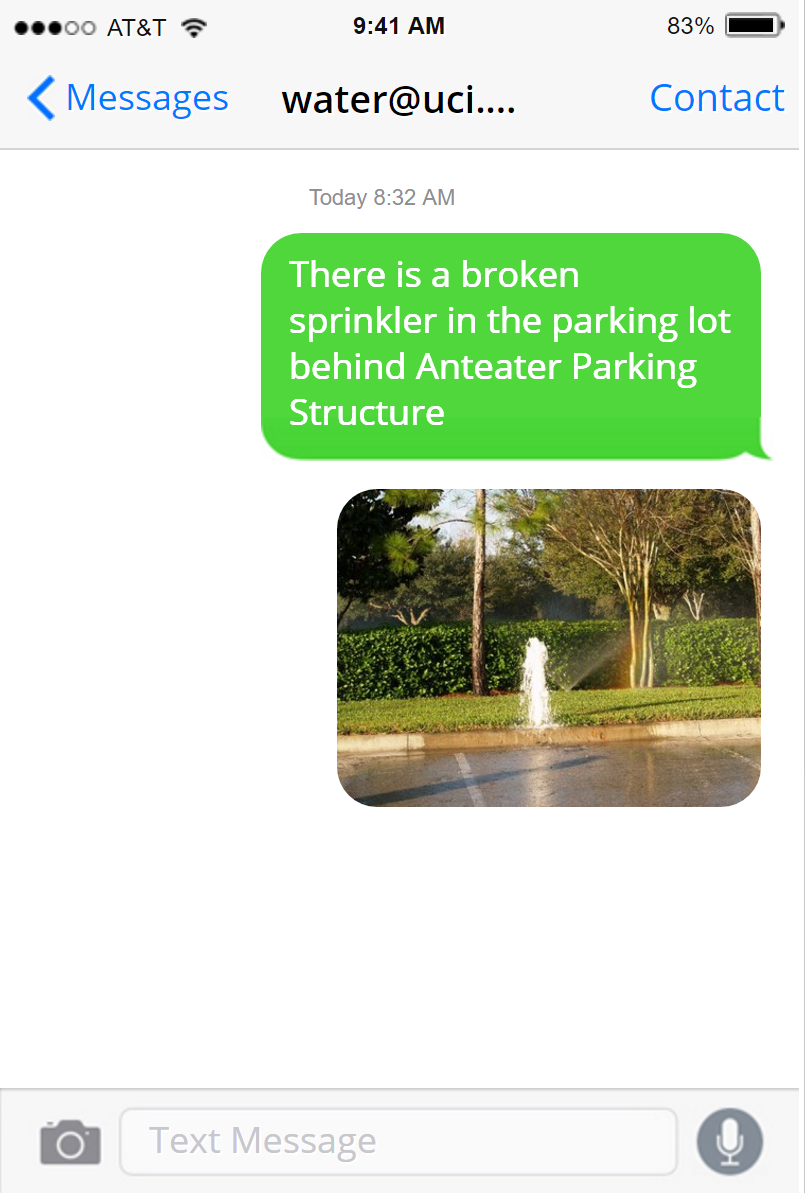 AT&T 9:41 AM 83%
Messages water@uci.... Contact
Today 8:32 AM
There is a broken
sprinkler in the parking lot
behind Anteater Parking
Structure
Text Message